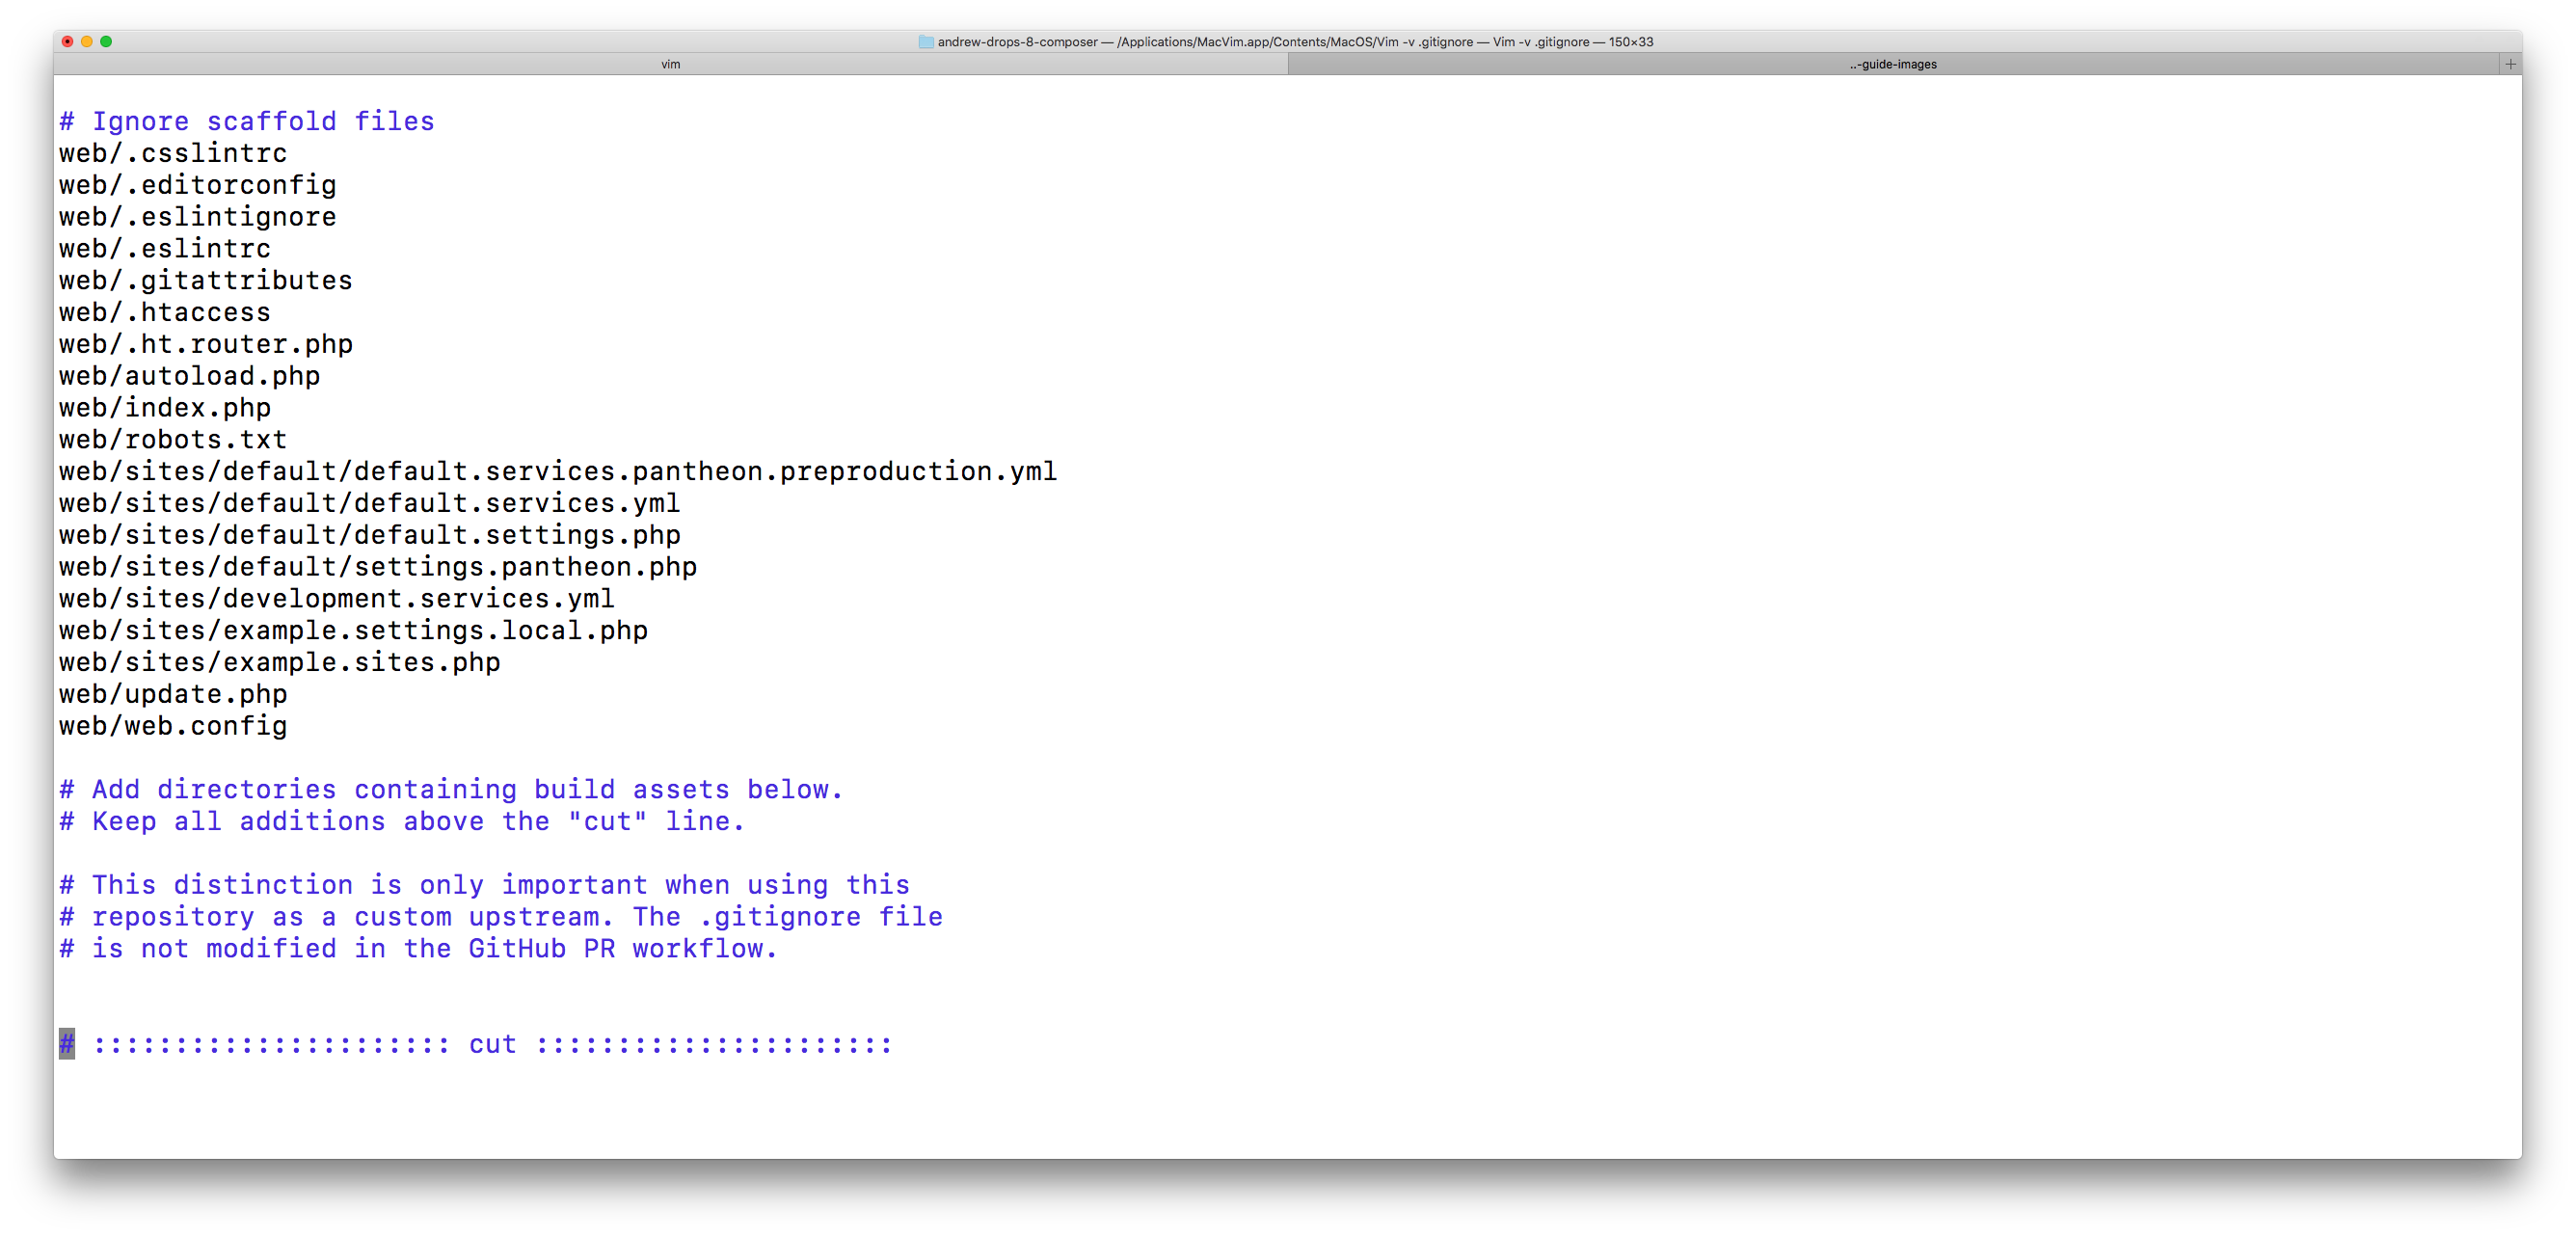 andrew-drops-8-composer — /Applications/MacVim.app/Contents/MacOS/Vim -v .gitignore — Vim -v .gitignore — 150×33
vim
..-guide-images
+
# Ignore scaffold files
web/.csslintrc
web/.editorconfig
web/.eslintignore
web/.eslintrc
web/.gitattributes
web/.htaccess
web/.ht.router.php
web/autoload.php
web/index.php
web/robots.txt
web/sites/default/default.services.pantheon.preproduction.yml
web/sites/default/default.services.yml
web/sites/default/default.settings.php
web/sites/default/settings.pantheon.php
web/sites/development.services.yml
web/sites/example.settings.local.php
web/sites/example.sites.php
web/update.php
web/web.config
# Add directories containing build assets below.
# Keep all additions above the "cut" line.
# This distinction is only important when using this
# repository as a custom upstream. The .gitignore file
# is not modified in the GitHub PR workflow.
# :::::::::::::::::::::: cut ::::::::::::::::::::::